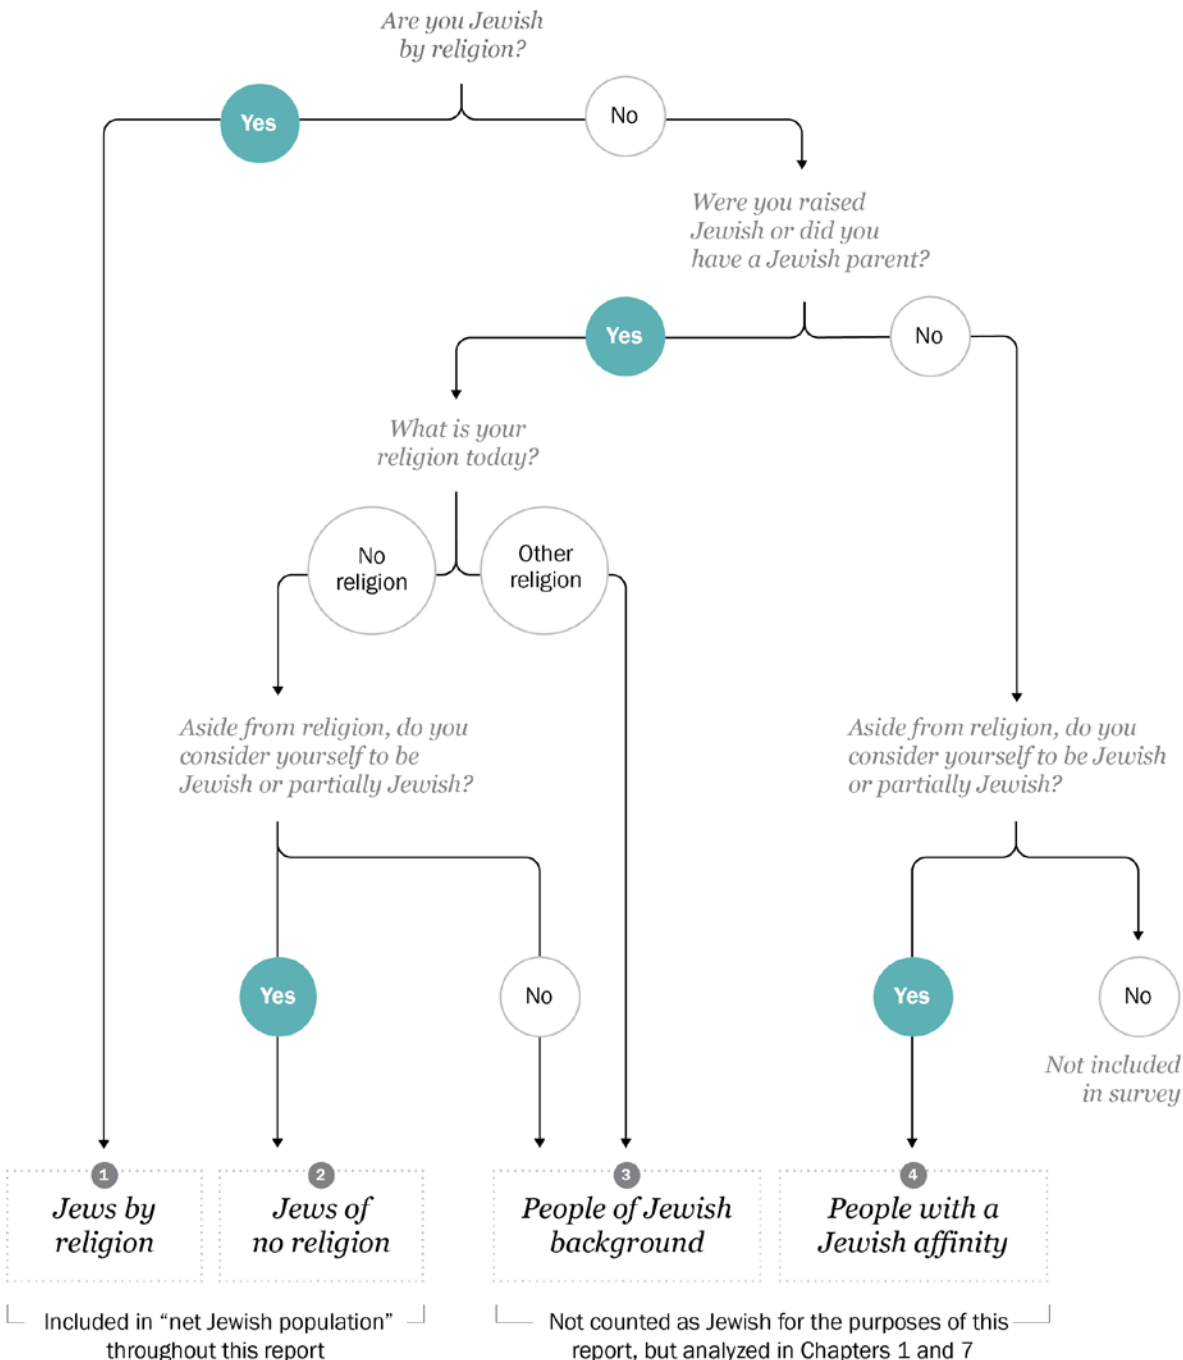 Are you Jewish
by religion?
Yes
No
Were you raised
Jewish or did you
have a Jewish parent?
Yes
No
What is your
religion today?
No
religion
Other
religion
Aside from religion, do you
consider yourself to be
Jewish or partially Jewish?
Aside from religion, do you
consider yourself to be Jewish
or partially Jewish?
Yes
No
Yes
No
Not included
in survey
1
Jews by
religion
2
Jews of
no religion
3
People of Jewish
background
4
People with a
Jewish affinity
Included in “net Jewish population”
throughout this report
Not counted as Jewish for the purposes of this
report, but analyzed in Chapters 1 and 7